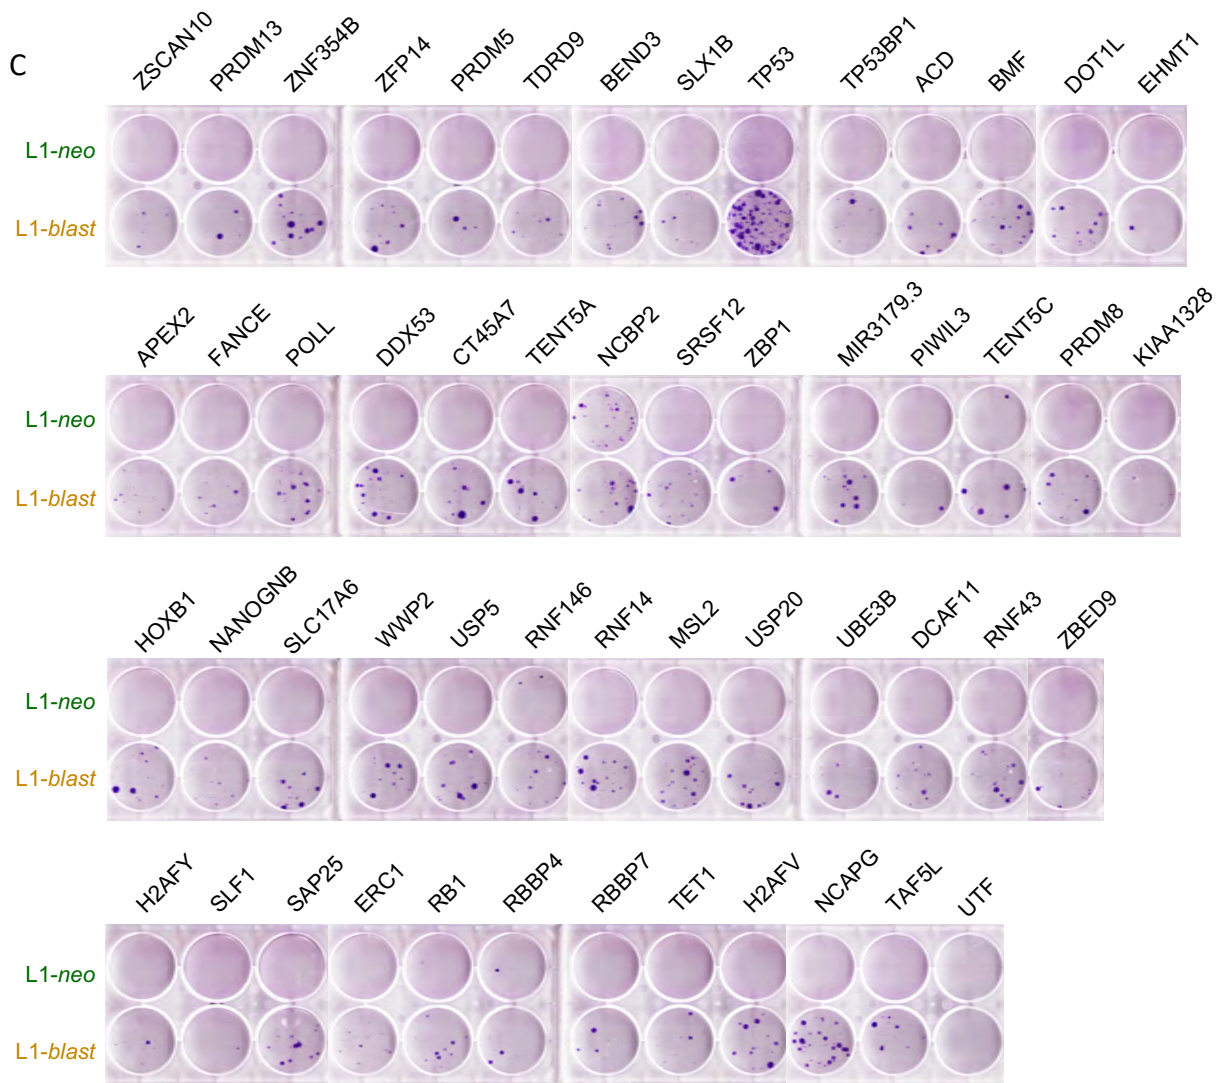 C
ZSCAN10 PRDM13 ZNF354B ZFP14 PRDM5 TDRD9 BEND3 SLX1B TP53 TP53BP1 ACD BMF DOT1L EHMT1
L1-neo
L1-blast
APEX2 FANCE POLL DDX53 CT45A7 TENT5A NCBP2 SRSF12 ZBP1 MIR3179.3 PIWIL3 TENT5C PRDM8 KIAA1328
L1-neo
L1-blast
HOXB1 NANOGNB SLC17A6 WWP2 USP5 RNF146 RNF14 MSL2 USP20 UBE3B DCAF11 RNF43 ZBED9
L1-neo
L1-blast
H2AFY SLF1 SAP25 ERC1 RB1 RBBP4 RBBP7 TET1 H2AFV NCAPG TAF5L UTF
L1-neo
L1-blast